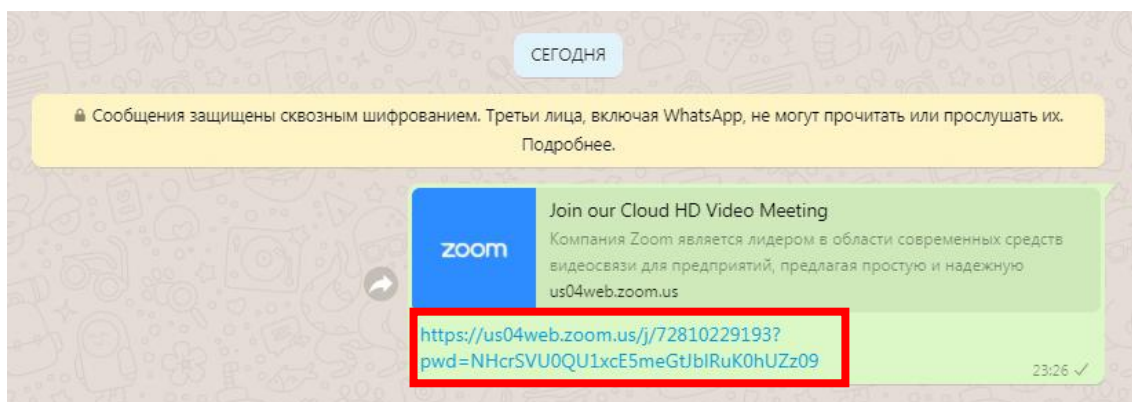 СЕГОДНЯ
Сообщения защищены сквозным шифрованием. Третьи лица, включая WhatsApp, не могут прочитать или прослушать их.
Подробнее.
zoom
Join our Cloud HD Video Meeting
Компания Zoom является лидером в области современных средств
видеосвязи для предприятий, предлагая простую и надежную
us04web.zoom.us
https://us04web.zoom.us/j/72810229193?
pwd=NHcrSVU0QU1xcE5meGtJblRuK0hUZz09
23:26